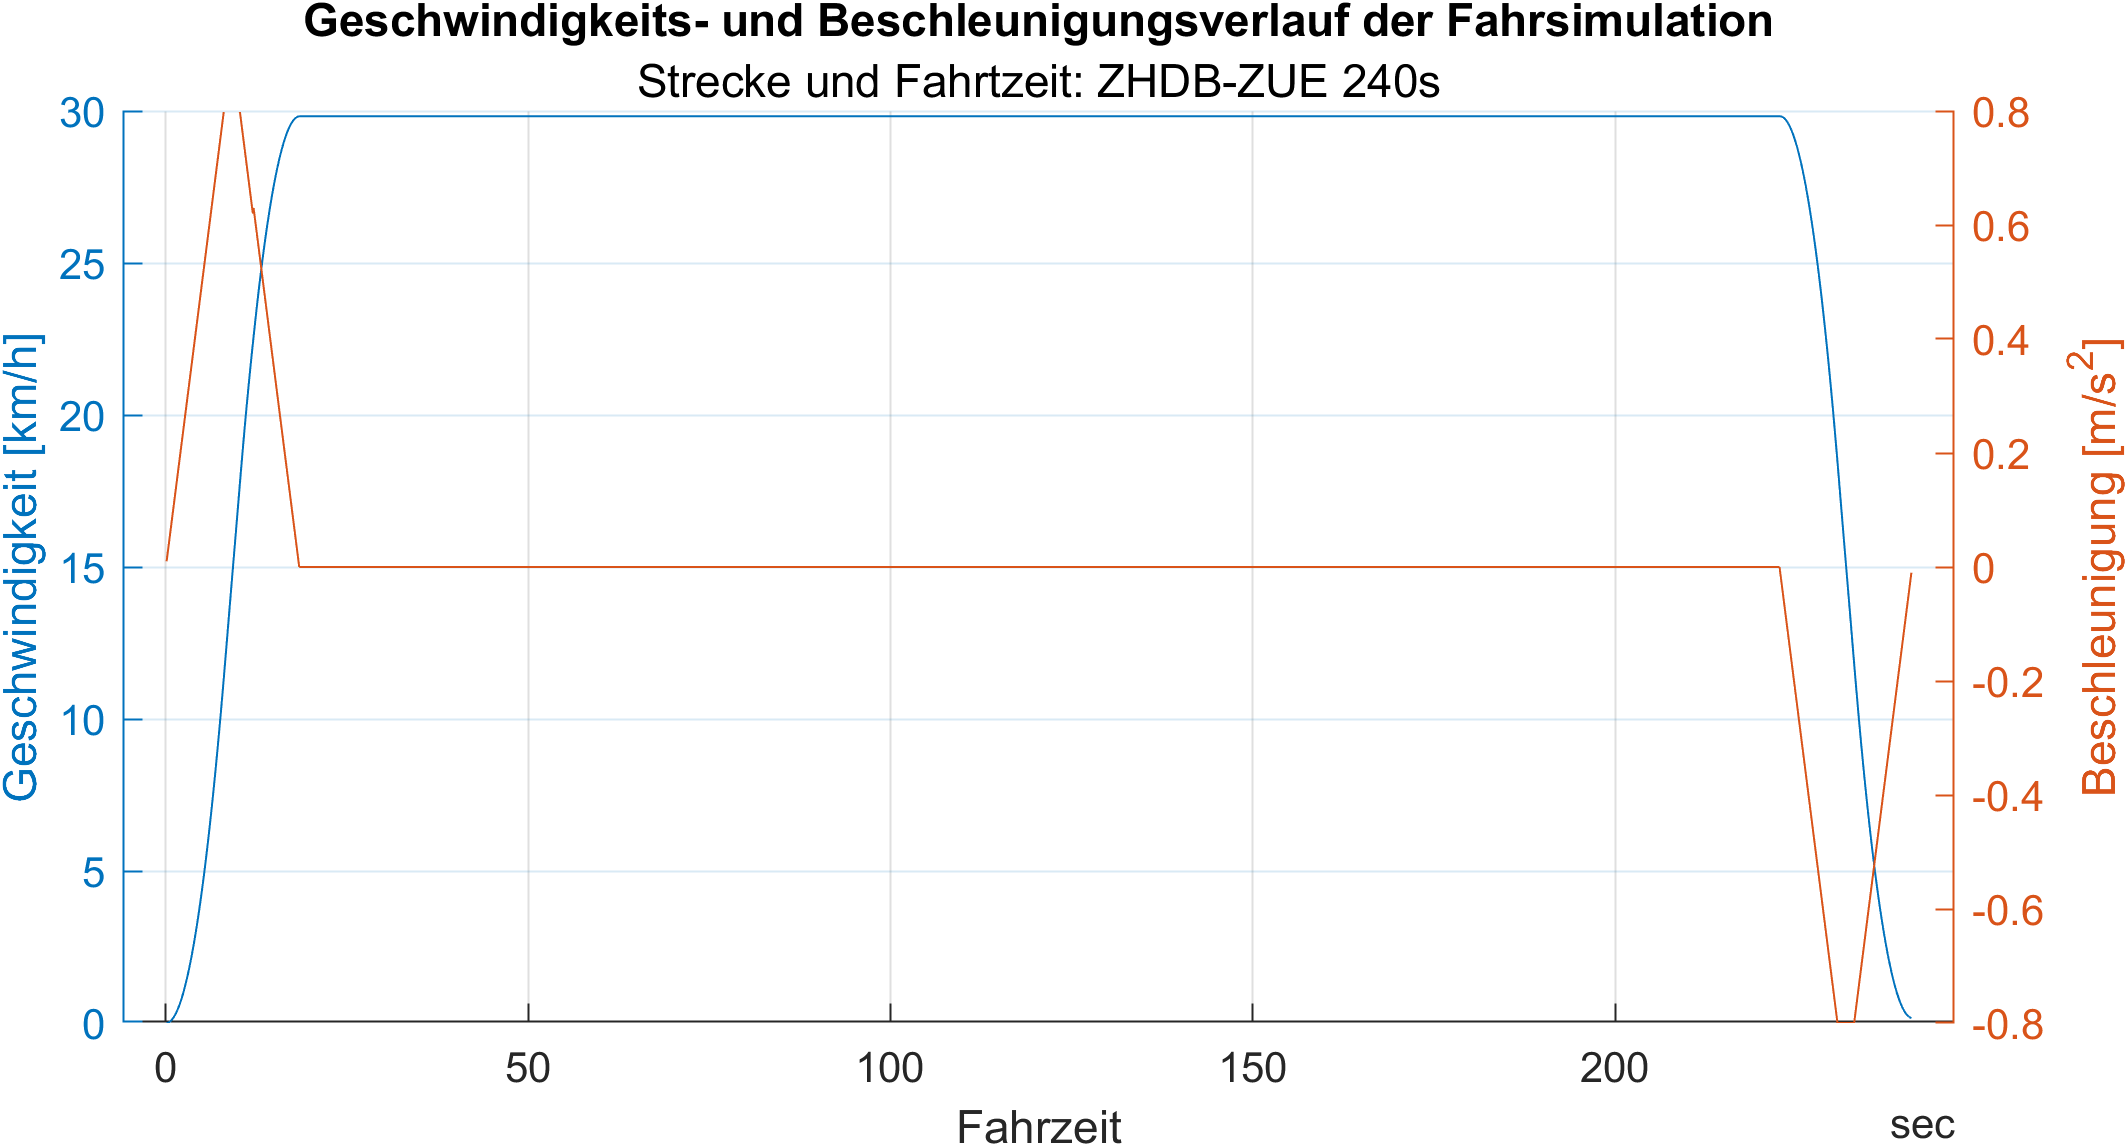 Geschwindigkeits- und Beschleunigungsverlauf der Fahrsimulation
Strecke und Fahrtzeit: ZHDB-ZUE 240s
Geschwindigkeit [km/h]
30
25
20
15
10
5
0
0.8
0.6
0.4
0.2
0
-0.2
-0.4
-0.6
-0.8
Beschleunigung [m/s²]
0 50 100 150 200
Fahrzeit
sec